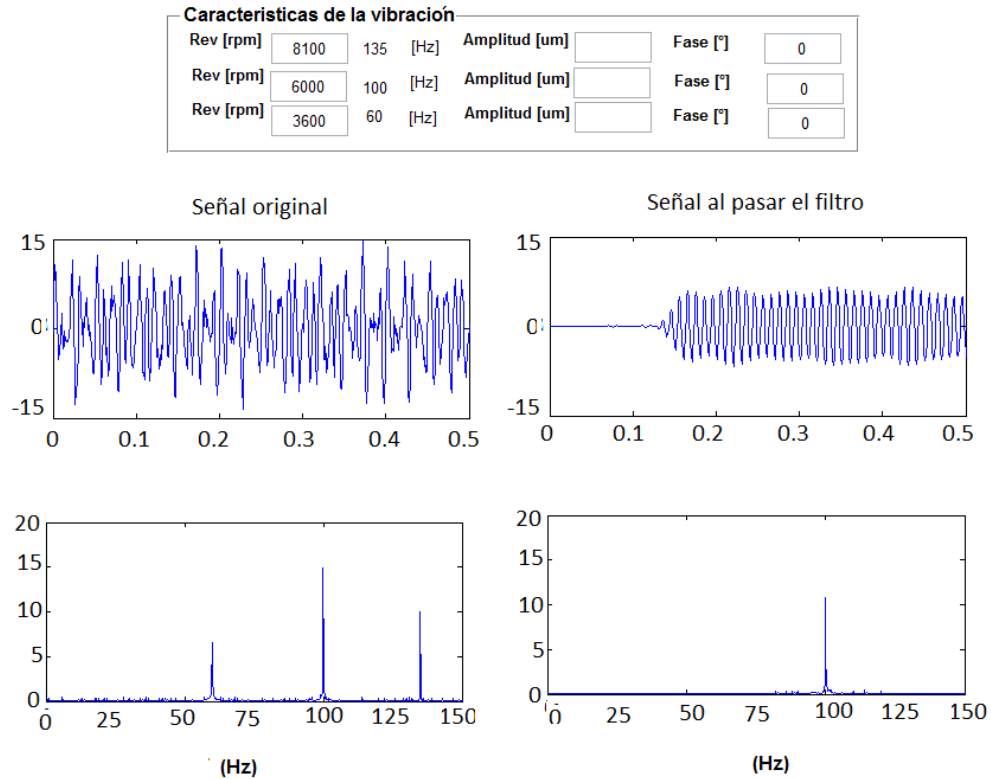 Caracteristicas de la vibración
Rev [rpm] 8100 135 [Hz] Amplitud [um] Fase [°] 0
Rev [rpm] 6000 100 [Hz] Amplitud [um] Fase [°] 0
Rev [rpm] 3600 60 [Hz] Amplitud [um] Fase [°] 0
Señal original
15
0
-15
0 0.1 0.2 0.3 0.4 0.5
Señal al pasar el filtro
15
0
-15
0 0.1 0.2 0.3 0.4 0.5
20
15
10
5
0
0 25 50 75 100 125 150
(Hz)
20
15
10
5
0
0 25 50 75 100 125 150
(Hz)